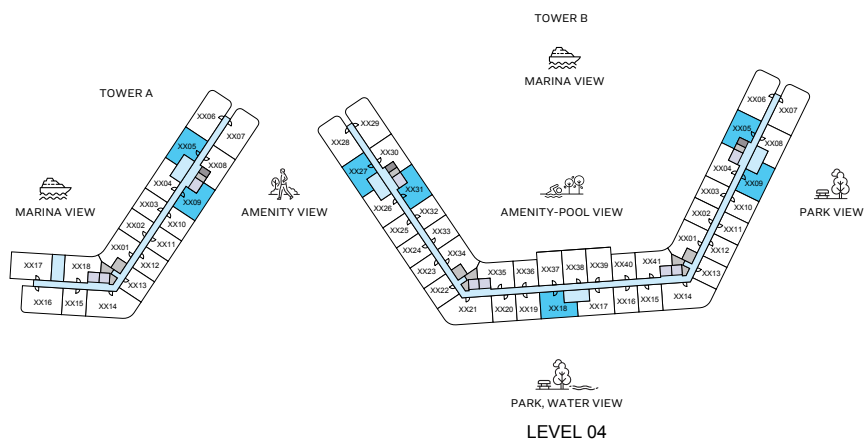 TOWER B
MARINA VIEW
TOWER A
MARINA VIEW
AMENITY VIEW
AMENITY-POOL VIEW
PARK VIEW
XX06
XX07
XX05
XX08
XX04
XX09
XX03
XX10
XX02
XX11
XX01
XX12
XX17
XX18
XX13
XX16
XX15
XX14
XX29
XX28
XX30
XX27
XX31
XX26
XX32
XX25
XX33
XX24
XX34
XX23
XX22
XX35
XX36
XX37
XX38
XX39
XX40
XX41
XX21
XX20
XX19
XX18
XX17
XX16
XX15
XX14
XX06
XX07
XX05
XX08
XX04
XX09
XX03
XX10
XX02
XX11
XX01
XX12
XX13
PARK, WATER VIEW
LEVEL 04